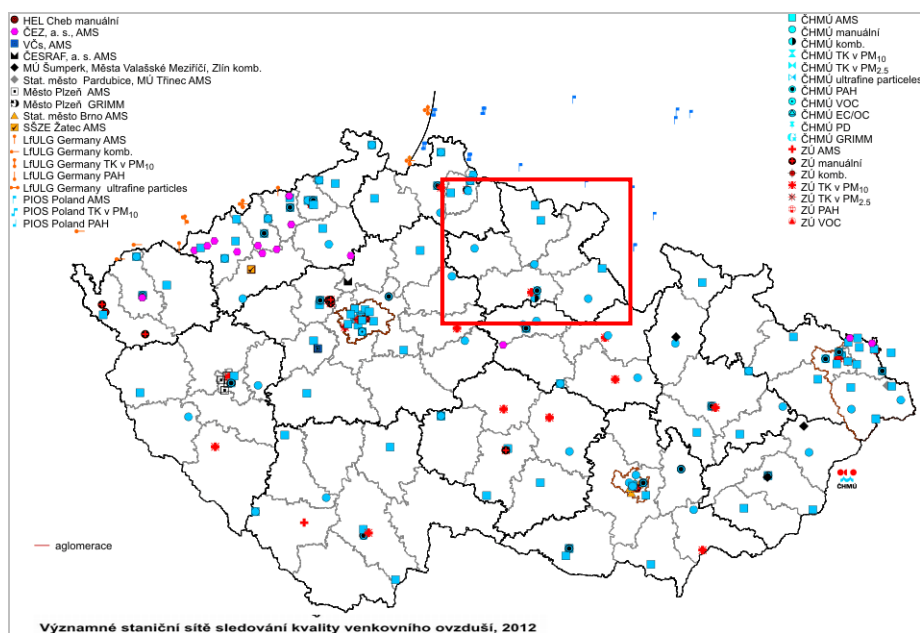 HEL Cheb manuální
ČEZ, a. s., AMS
VČs, AMS
ČESRAF, a. s. AMS
MÚ Šumperk, Města Valašské Meziříčí, Zlín komb.
Stat. město Pardubice, MÚ Třinec AMS
Město Plzeň AMS
Město Plzeň GRIMM
Stat. město Brno AMS
SŠZE Žatec AMS
LfULG Germany AMS
LfULG Germany komb.
LfULG Germany TK v PM10
LfULG Germany PAH
LfULG Germany ultrafine particles
PIOS Poland AMS
PIOS Poland TK v PM10
PIOS Poland PAH
ČHMÚ AMS
ČHMÚ manuální
ČHMÚ komb.
ČHMÚ TK v PM10
ČHMÚ TK v PM2.5
ČHMÚ ultrafine particeles
ČHMÚ PAH
ČHMÚ VOC
ČHMÚ EC/OC
ČHMÚ PD
ČHMÚ GRIMM
ZÚ AMS
ZÚ manuální
ZÚ komb.
ZÚ TK v PM10
ZÚ TK v PM2.5
ZÚ PAH
ZÚ VOC
ČHMÚ
aglomerace
Významné staniční sítě sledování kvality venkovního ovzduší, 2012